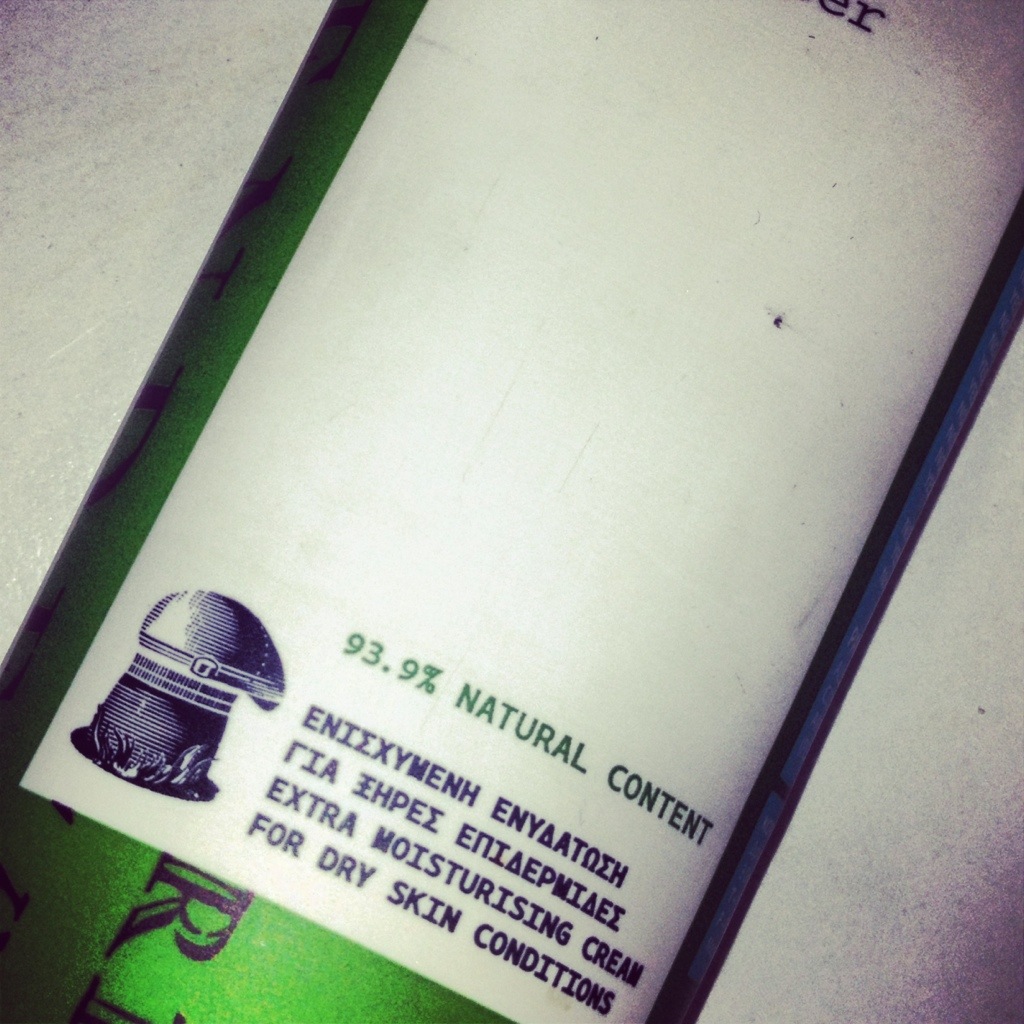 93.9% NATURAL CONTENT
ΕΝΙΣΧΥΜΕΝΗ ΕΝΥΔΑΤΩΣΗ
ΓΙΑ ΞΗΡΕΣ ΕΠΙΔΕΡΜΙΔΕΣ
EXTRA MOISTURISING CREAM
FOR DRY SKIN CONDITIONS